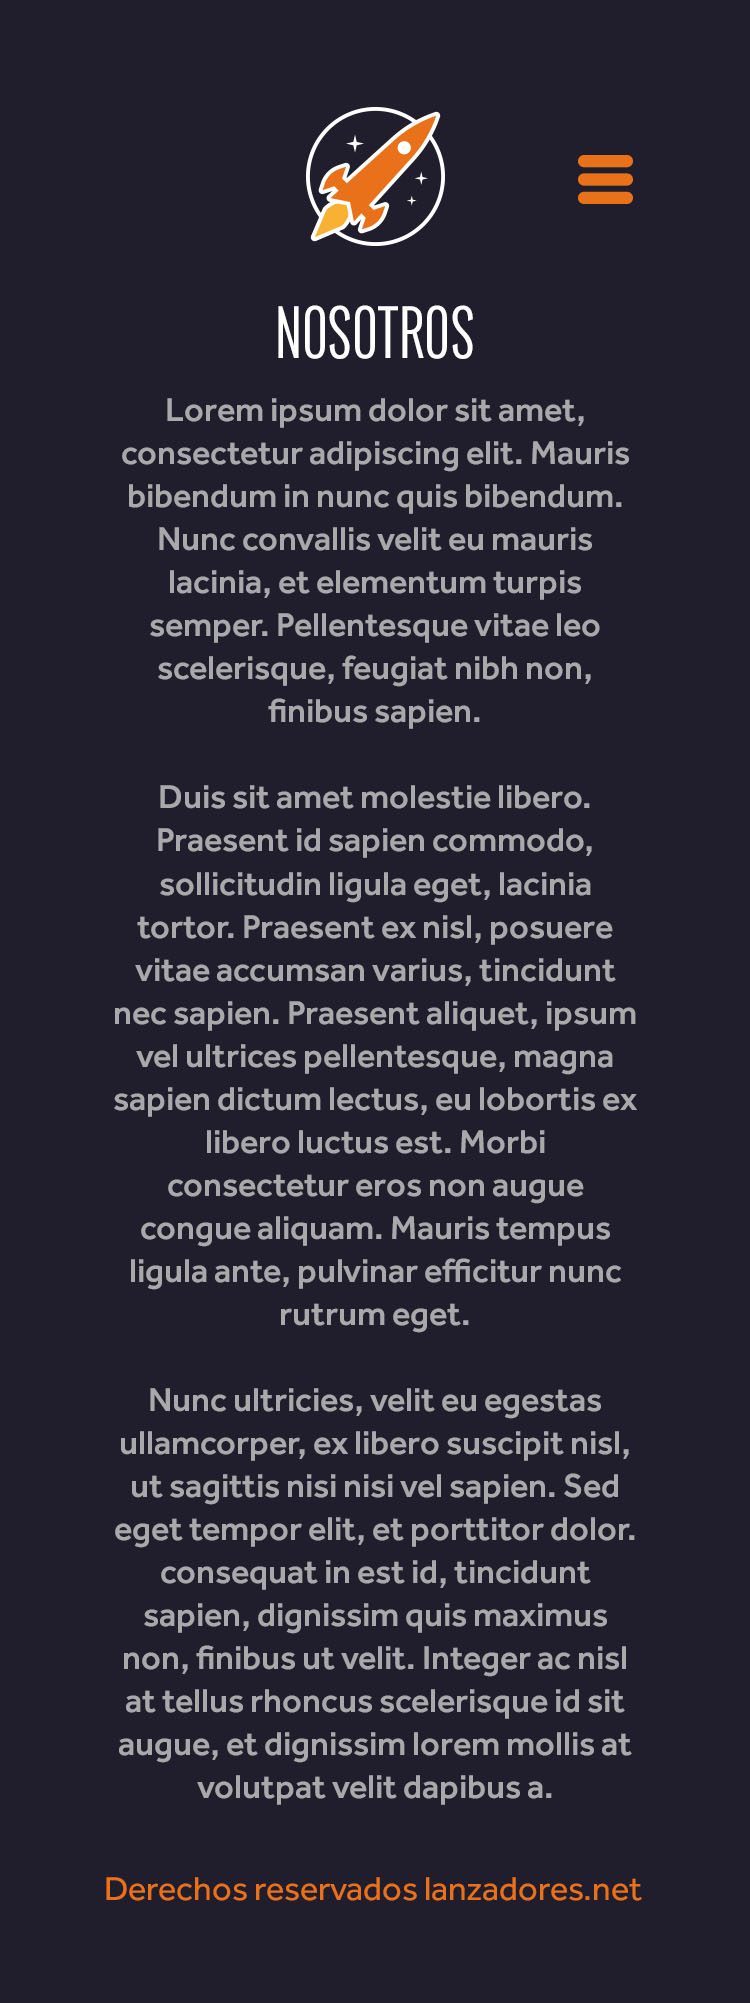 NOSOTROS
Lorem ipsum dolor sit amet,
consectetur adipiscing elit. Mauris
bibendum in nunc quis bibendum.
Nunc convallis velit eu mauris
lacinia, et elementum turpis
semper. Pellentesque vitae leo
scelerisque, feugiat nibh non,
finibus sapien.
Duis sit amet molestie libero.
Praesent id sapien commodo,
sollicitudin ligula eget, lacinia
tortor. Praesent ex nisl, posuere
vitae accumsan varius, tincidunt
nec sapien. Praesent aliquet, ipsum
vel ultrices pellentesque, magna
sapien dictum lectus, eu lobortis ex
libero luctus est. Morbi
consectetur eros non augue
congue aliquam. Mauris tempus
ligula ante, pulvinar efficitur nunc
rutrum eget.
Nunc ultricies, velit eu egestas
ullamcorper, ex libero suscipit nisl,
ut sagittis nisi nisi vel sapien. Sed
eget tempor elit, et porttitor dolor.
consequat in est id, tincidunt
sapien, dignissim quis maximus
non, finibus ut velit. Integer ac nisl
at tellus rhoncus scelerisque id sit
augue, et dignissim lorem mollis at
volutpat velit dapibus a.
Derechos reservados lanzadores.net